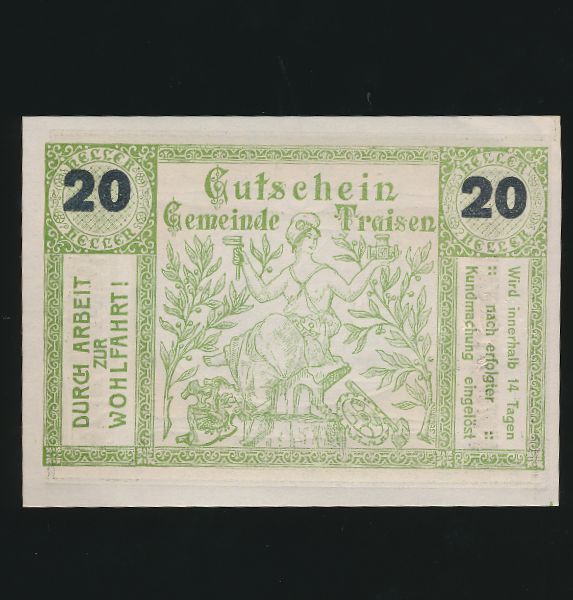 HELLER
20
HELLER
Gutschein
Gemeinde Traisen
HELLER
20
HELLER
DURCH ARBEIT
ZUR
WOHLFAHRT!
Wird innerhalb 14 Tagen
:: nach erfolgter ::
Kundmachung eingelöst.